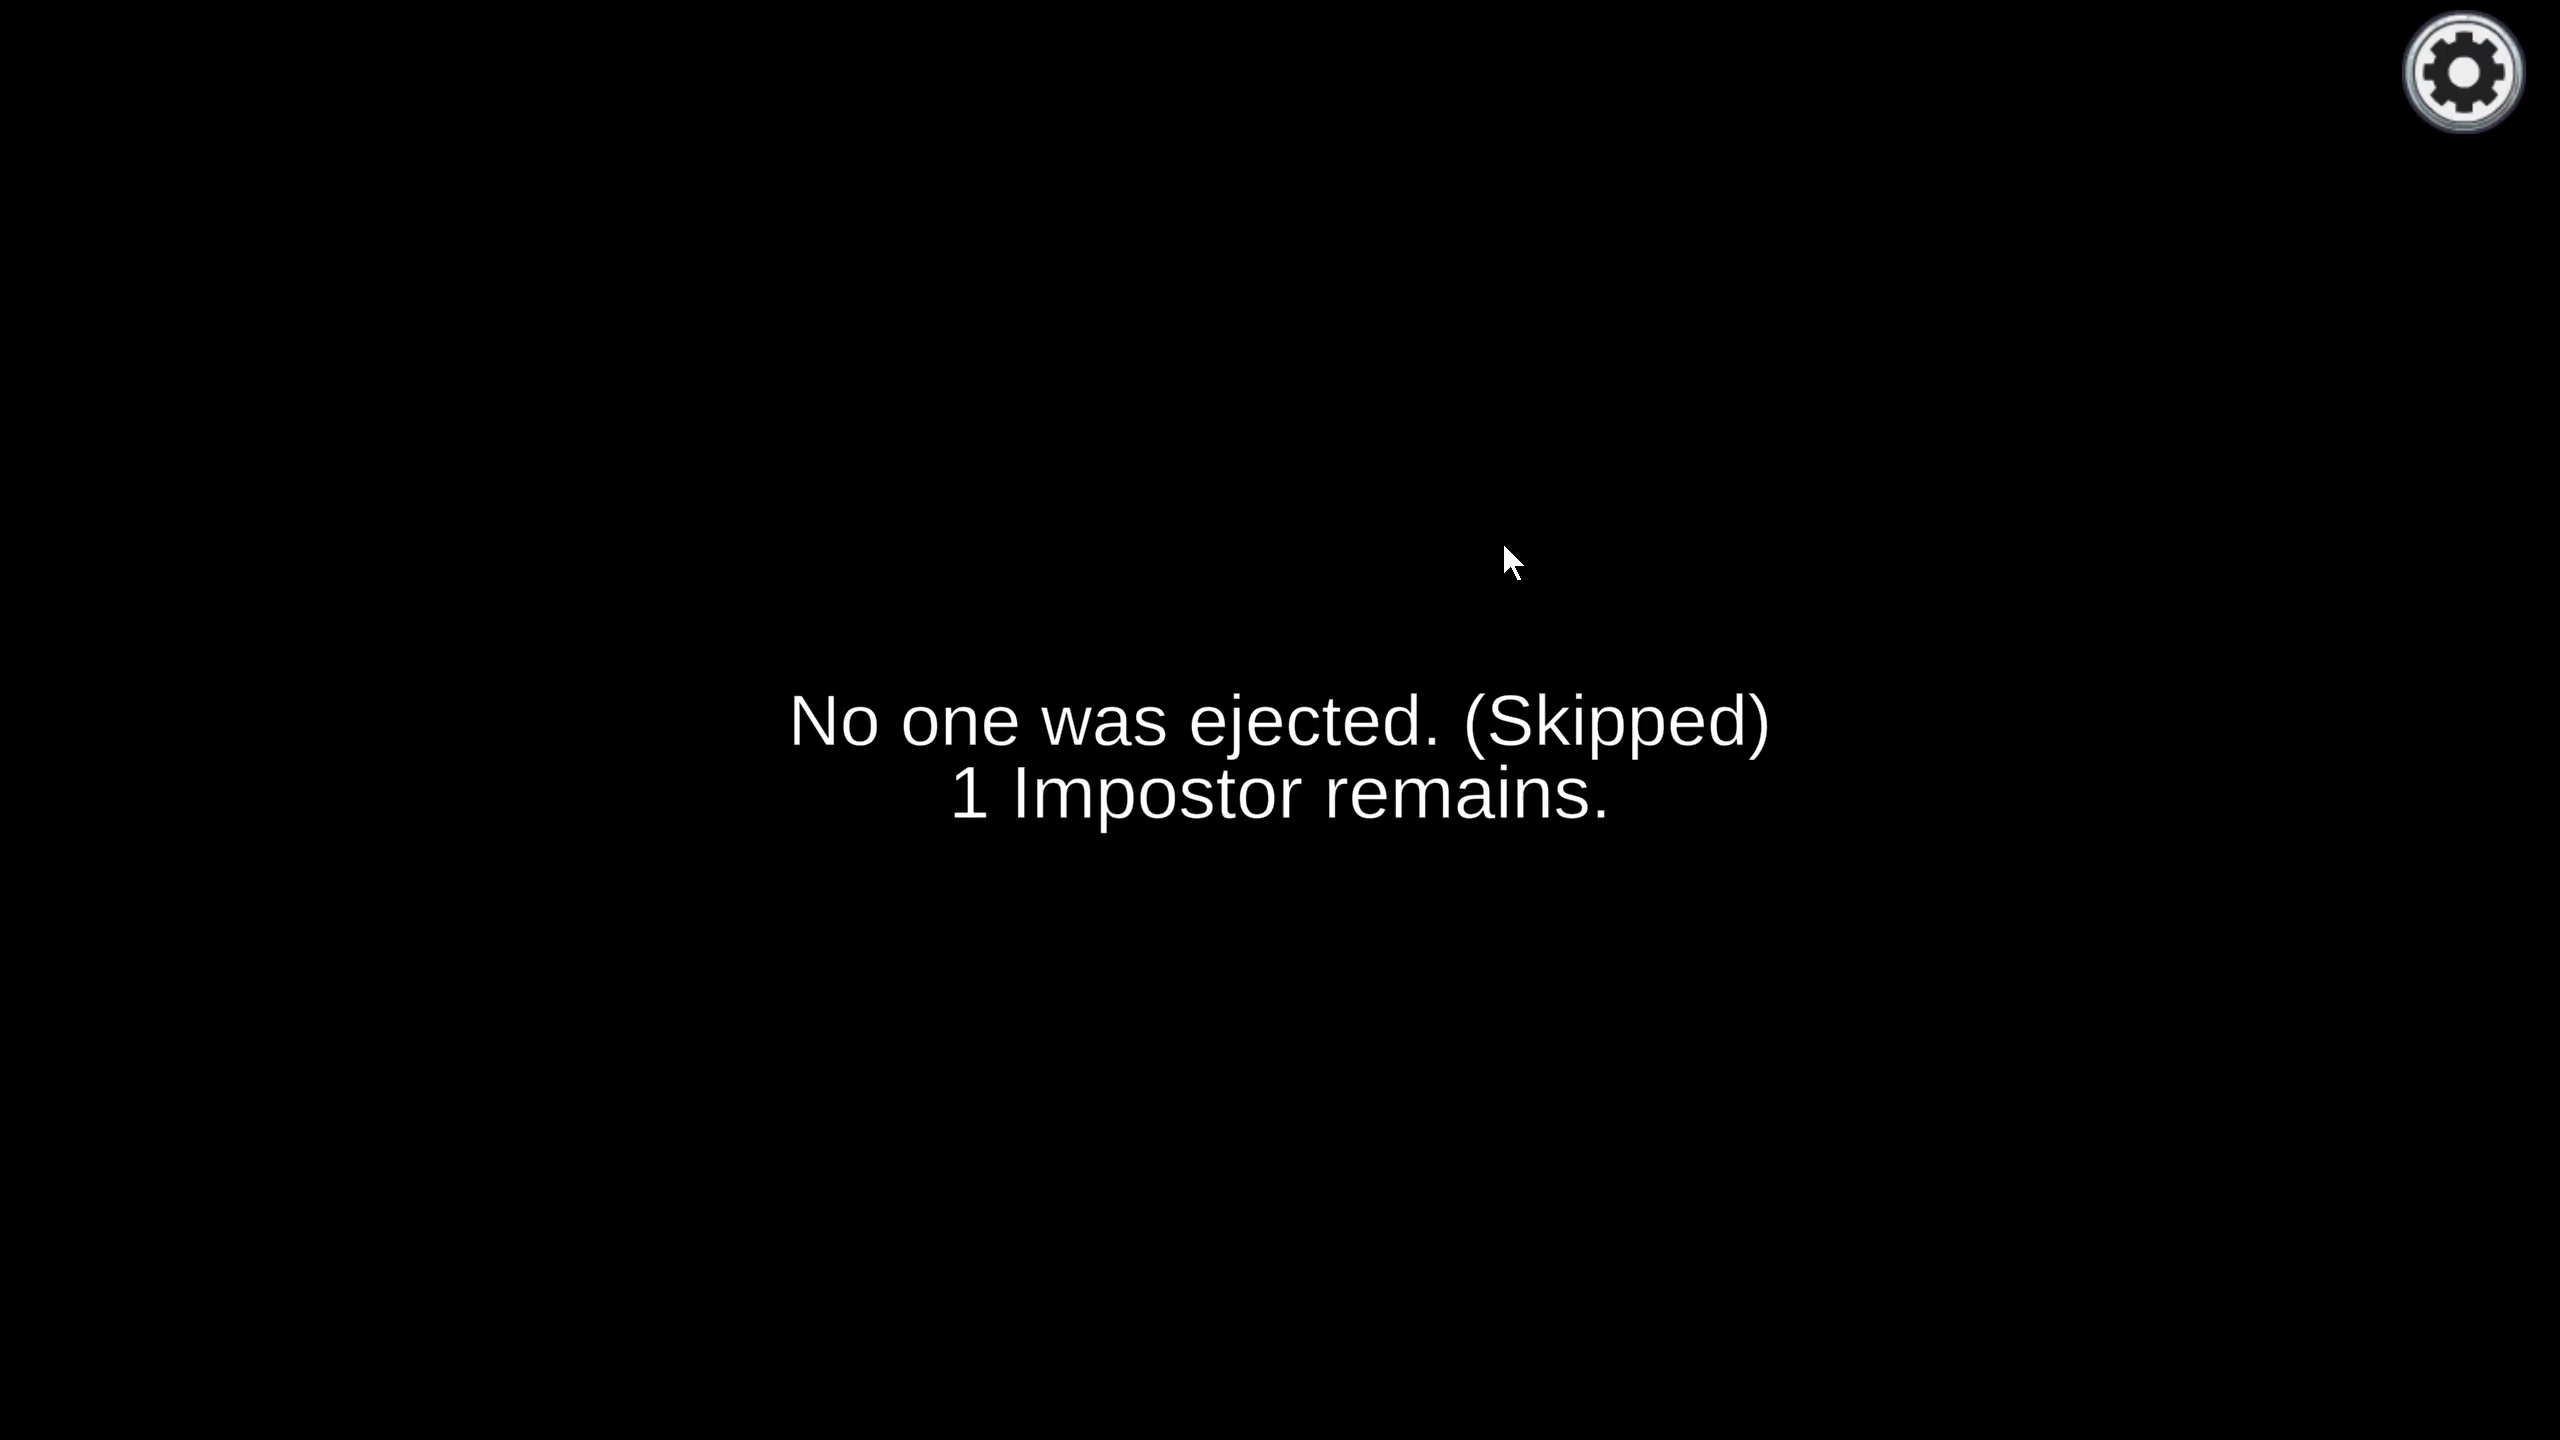 No one was ejected. (Skipped)
1 Impostor remains.